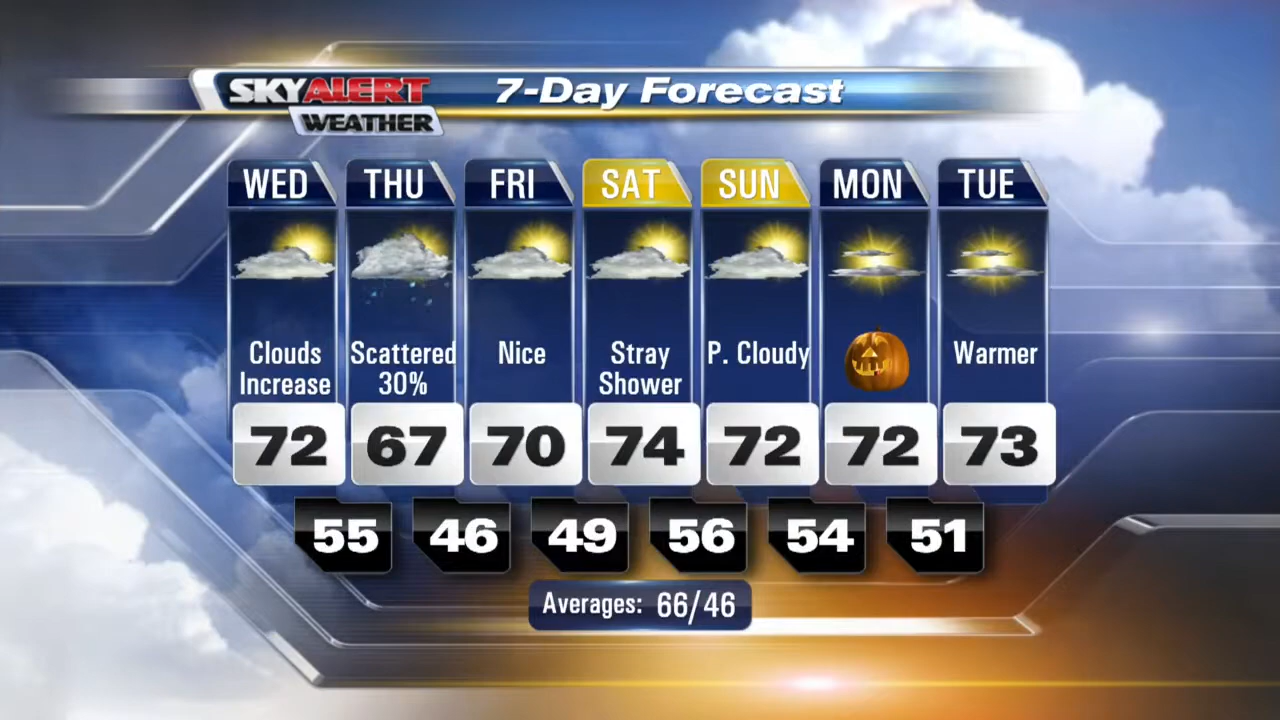 SKYALERT
WEATHER
7-Day Forecast
WED THU FRI SAT SUN MON TUE
Clouds
Increase
Scattered
30%
Nice
Stray
Shower
P. Cloudy
Warmer
72 67 70 74 72 72 73
55 46 49 56 54 51
Averages: 66/46